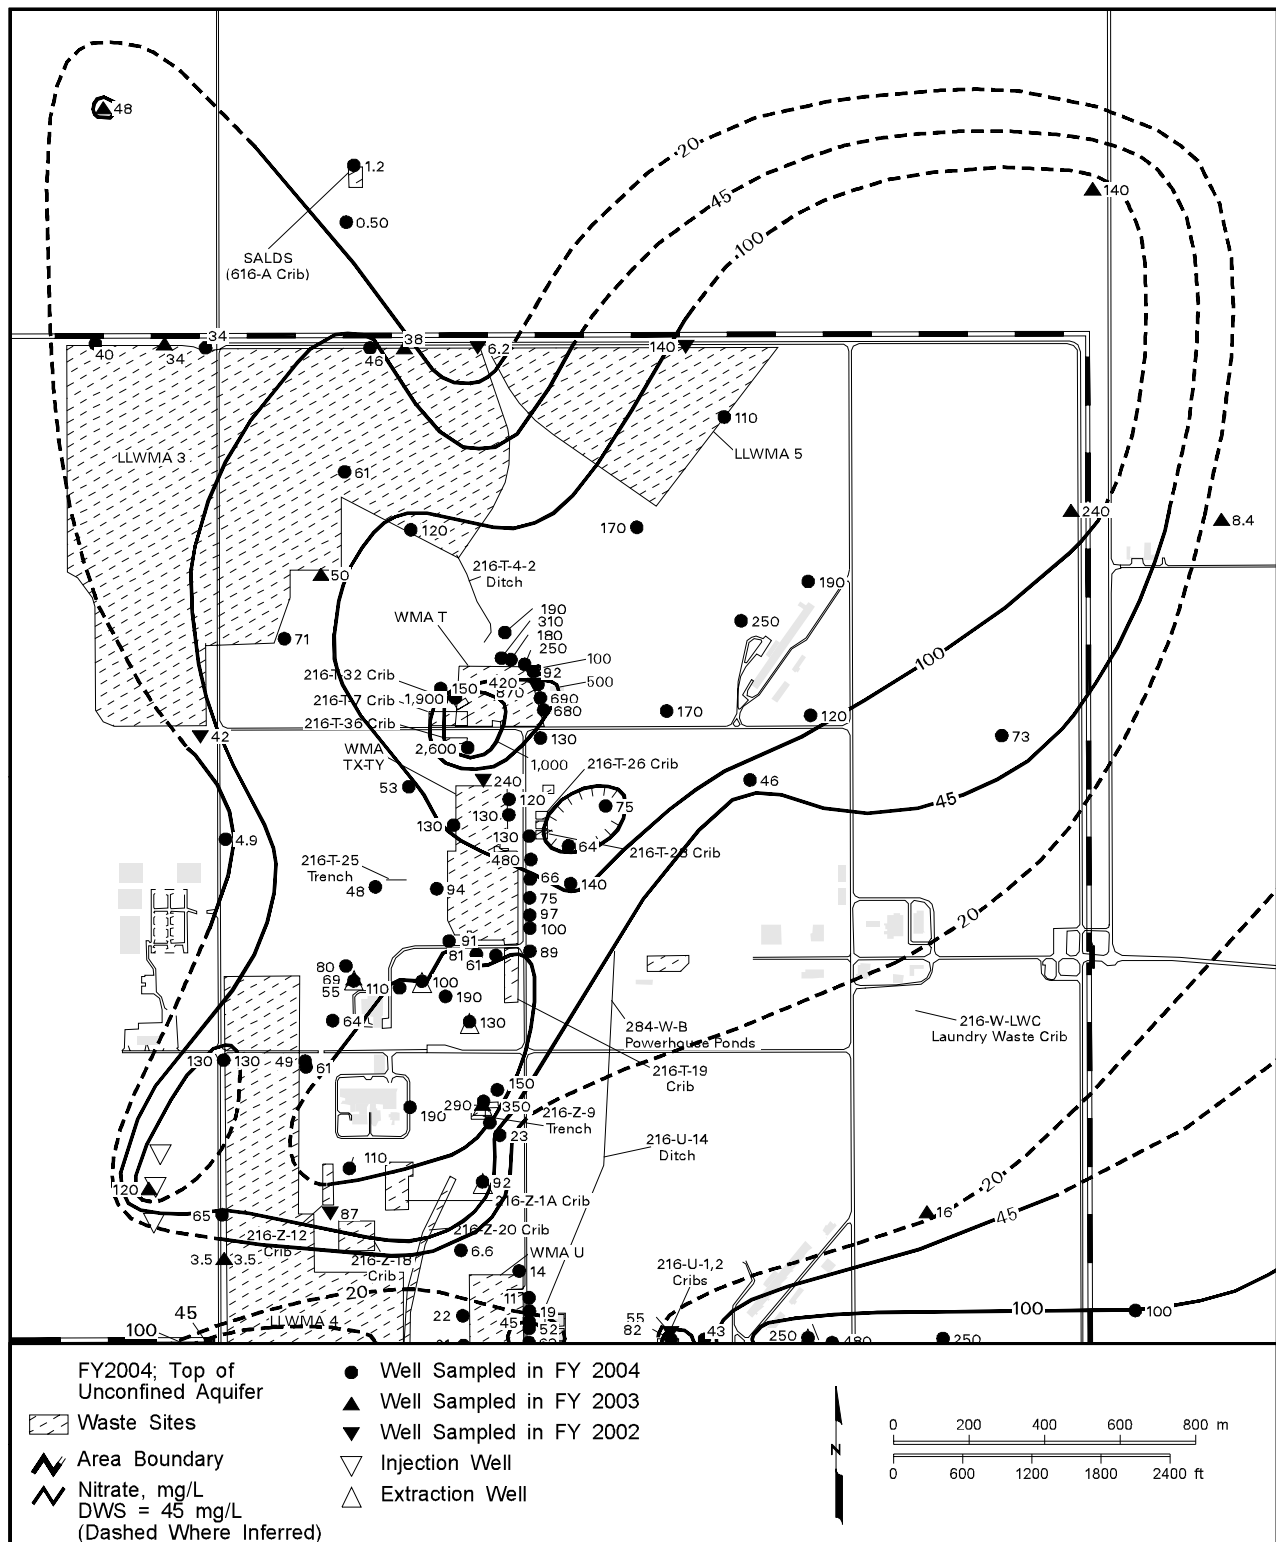 48
1.2
0.50
SALDS
(616-A Crib)
20
45
100
140
40
34
34
46
38
6.2
140
110
LLWMA 5
LLWMA 3
61
120
170
240
8.4
50
216-T-4-2
Ditch
190
250
71
WMA T
190
310
180
250
100
92
500
216-T-32 Crib
150
420
870
690
680
216-T-7 Crib
1,900
216-T-36 Crib
170
120
100
42
WMA
TX-TY
2,600
130
1,000
73
216-T-26 Crib
240
53
120
75
46
45
130
130
130
4.9
64
216-T-28 Crib
480
216-T-25
Trench
48
94
66
140
75
97
100
20
91
81
61
89
80
69
55
110
100
190
64
130
284-W-B
Powerhouse Ponds
216-W-LWC
Laundry Waste Crib
130
130
49
61
216-T-19
Crib
150
290
350
190
216-Z-9
Trench
23
216-U-14
Ditch
110
120
92
216-Z-1A Crib
20
65
87
16
45
216-Z-12
Crib
216-Z-20 Crib
3.5
3.5
6.6
WMA U
216-Z-18
Crib
14
216-U-1,2
Cribs
20
11
45
LLWMA 4
22
19
45
52
55
82
43
100
100
100
250
480
250
FY2004; Top of
Unconfined Aquifer
Waste Sites
Area Boundary
Nitrate, mg/L
DWS = 45 mg/L
(Dashed Where Inferred)
Well Sampled in FY 2004
Well Sampled in FY 2003
Well Sampled in FY 2002
Injection Well
Extraction Well
N
0 200 400 600 800 m
0 600 1200 1800 2400 ft